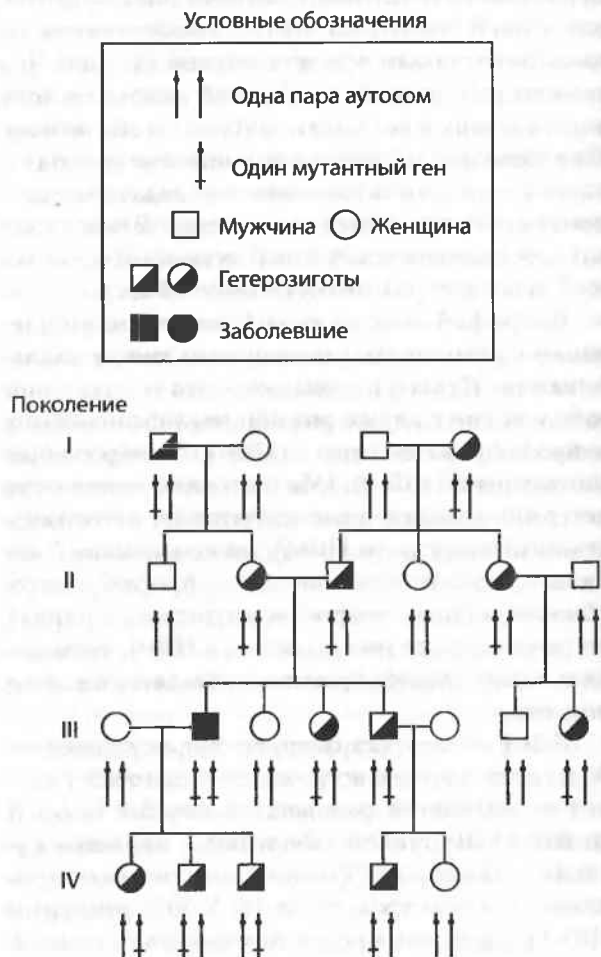 Условные обозначения
Одна пара аутосом
Один мутантный ген
Мужчина Женщина
Гетерозиготы
Заболевшие
Поколение
I
II
III
IV